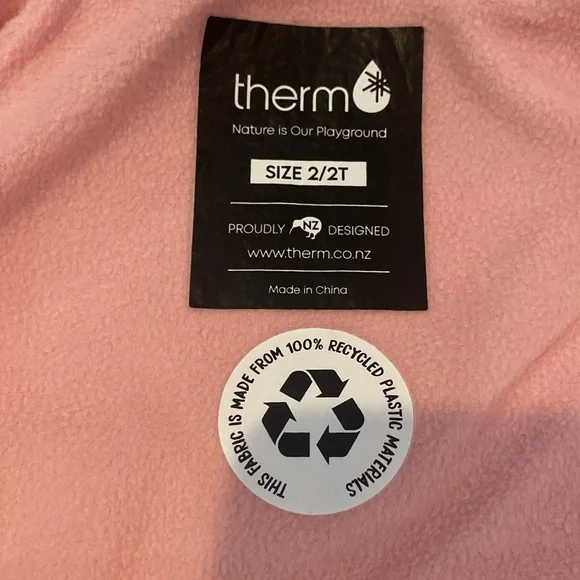 therm
Nature is Our Playground
SIZE 2/2T
PROUDLY NZ DESIGNED
www.therm.co.nz
Made in China
THIS FABRIC IS MADE FROM 100% RECYCLED PLASTIC MATERIALS